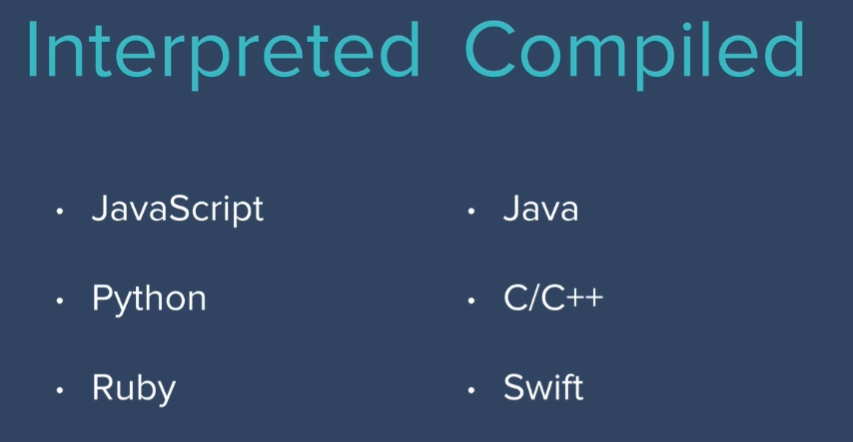 Interpreted Compiled
• JavaScript
• Python
• Ruby
• Java
• C/C++
• Swift